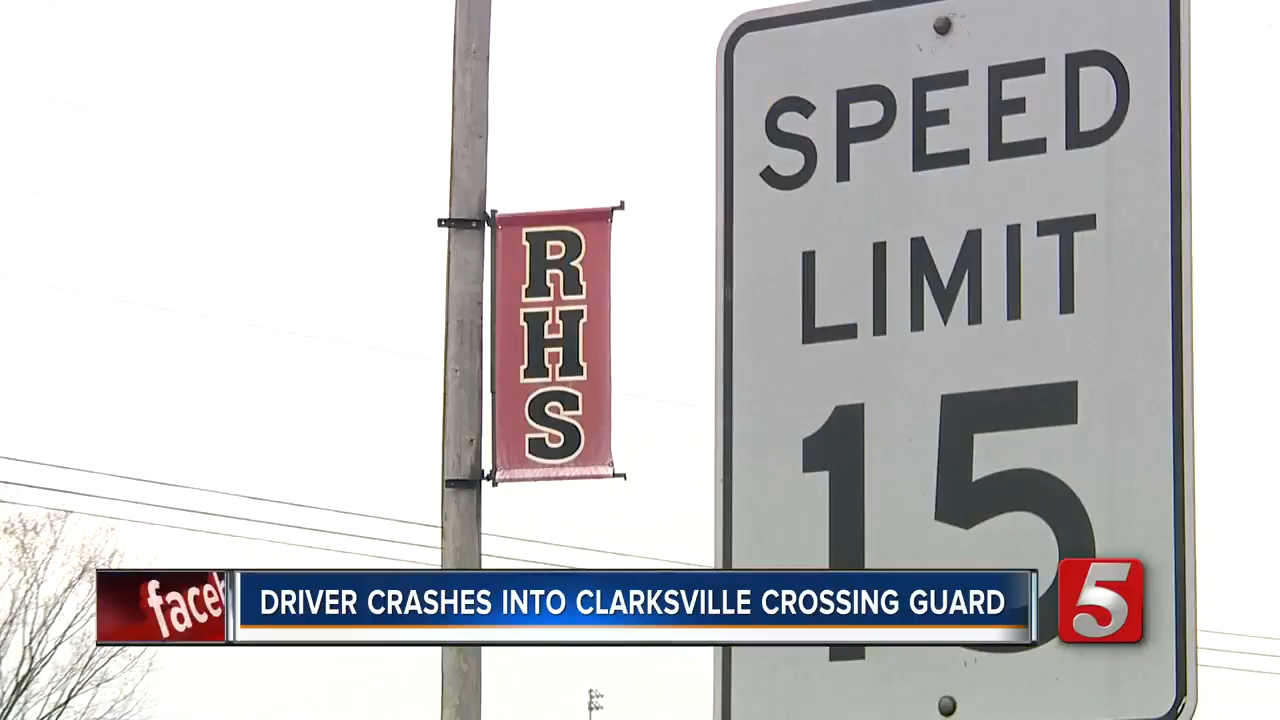 RHS
SPEED
LIMIT
15
DRIVER CRASHES INTO CLARKSVILLE CROSSING GUARD
5